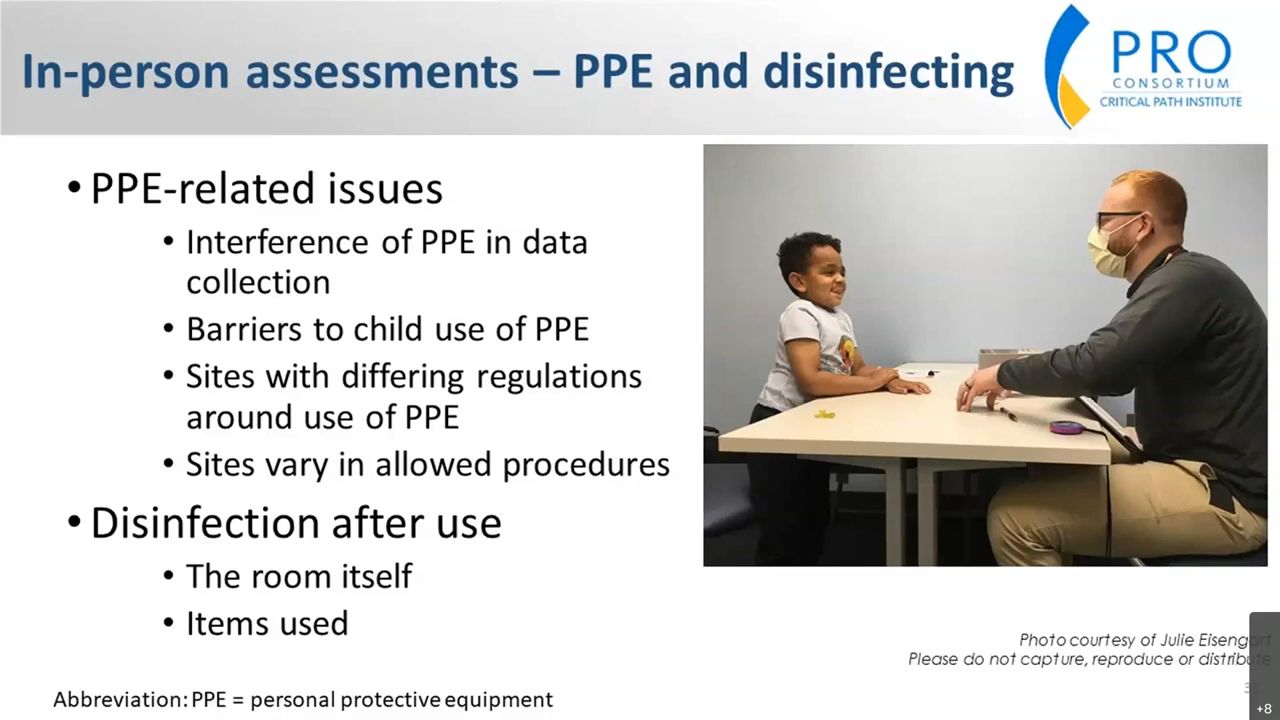 In-person assessments – PPE and disinfecting
PRO
CONSORTIUM
CRITICAL PATH INSTITUTE
• PPE-related issues
• Interference of PPE in data
collection
• Barriers to child use of PPE
• Sites with differing regulations
around use of PPE
• Sites vary in allowed procedures
• Disinfection after use
• The room itself
• Items used
Photo courtesy of Julie Eisengart
Please do not capture, reproduce or distribute
Abbreviation: PPE = personal protective equipment
+8